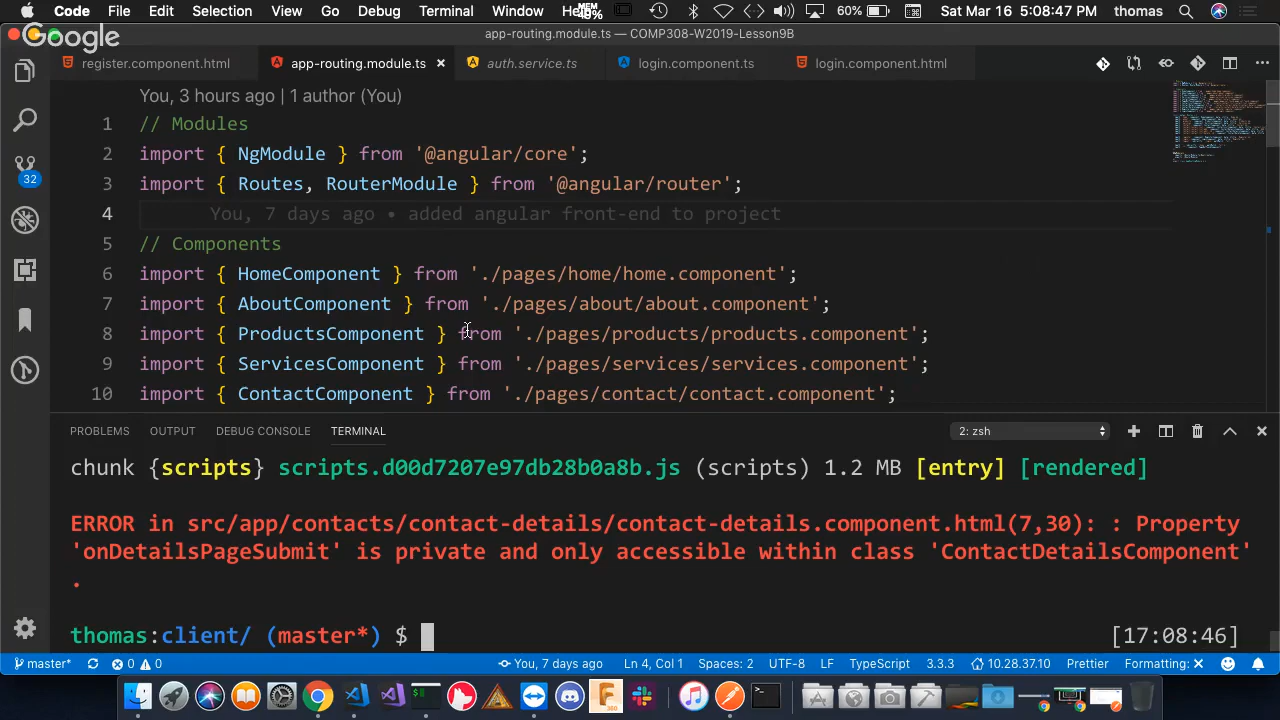 Code File Edit Selection View Go Debug Terminal Window Help MEM 40% 60% Sat Mar 16 5:08:47 PM thomas
Google
app-routing.module.ts — COMP308-W2019-Lesson9B
register.component.html app-routing.module.ts × auth.service.ts login.component.ts login.component.html
You, 3 hours ago | 1 author (You)
1 // Modules
2 import { NgModule } from '@angular/core';
3 import { Routes, RouterModule } from '@angular/router';
4 You, 7 days ago • added angular front-end to project
5 // Components
6 import { HomeComponent } from './pages/home/home.component';
7 import { AboutComponent } from './pages/about/about.component';
8 import { ProductsComponent } from './pages/products/products.component';
9 import { ServicesComponent } from './pages/services/services.component';
10 import { ContactComponent } from './pages/contact/contact.component';
32
PROBLEMS OUTPUT DEBUG CONSOLE TERMINAL 2: zsh
chunk {scripts} scripts.d00d7207e97db28b0a8b.js (scripts) 1.2 MB [entry] [rendered]
ERROR in src/app/contacts/contact-details/contact-details.component.html(7,30): : Property
'onDetailsPageSubmit' is private and only accessible within class 'ContactDetailsComponent'
.
thomas:client/ (master*) $ [17:08:46]
master* 0 0 You, 7 days ago Ln 4, Col 1 Spaces: 2 UTF-8 LF TypeScript 3.3.3 10.28.37.10 Prettier Formatting: ×